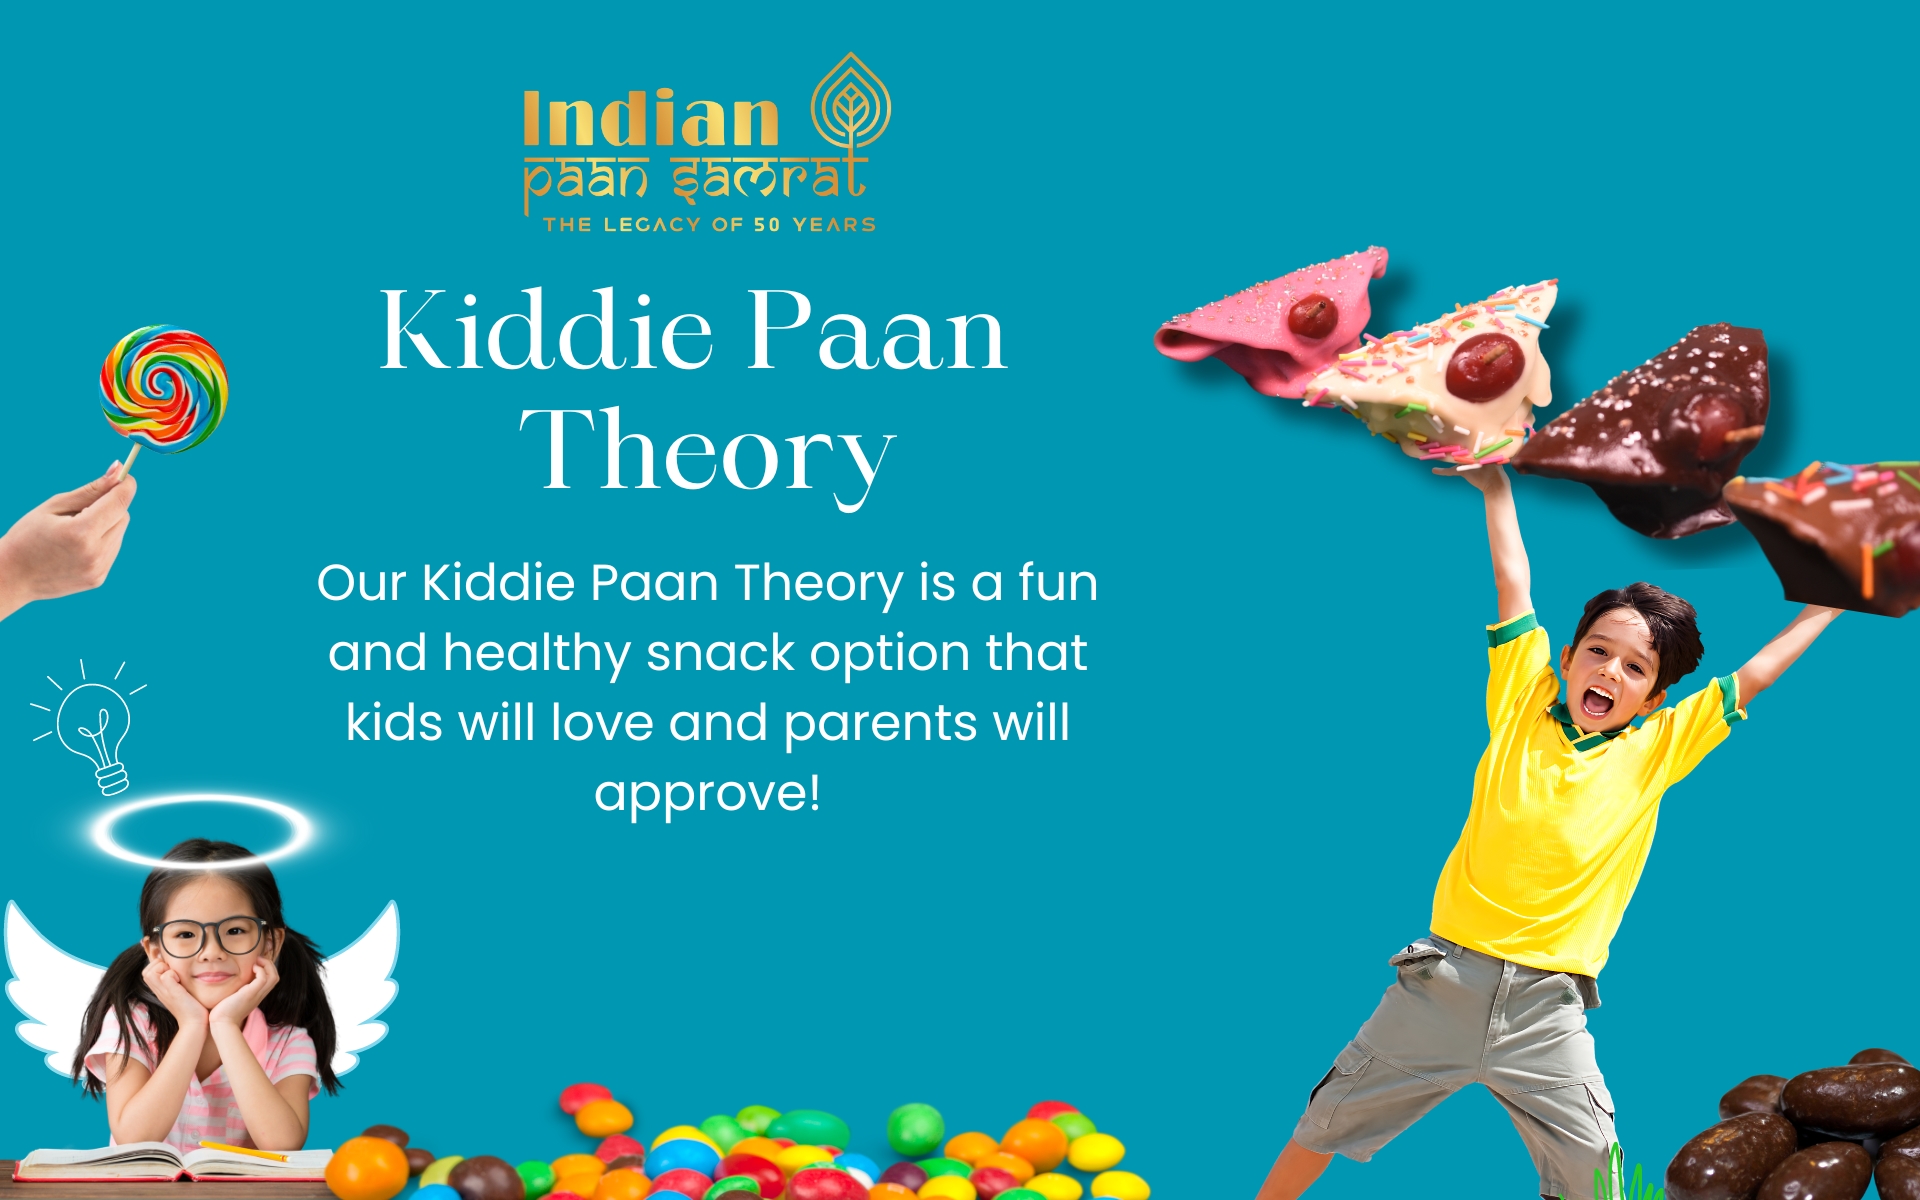 Indian
paan samrat
THE LEGACY OF 50 YEARS
Kiddie Paan
Theory
Our Kiddie Paan Theory is a fun
and healthy snack option that
kids will love and parents will
approve!